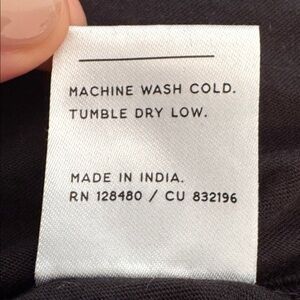 MACHINE WASH COLD.
TUMBLE DRY LOW.
MADE IN INDIA.
RN 128480 / CU 832196